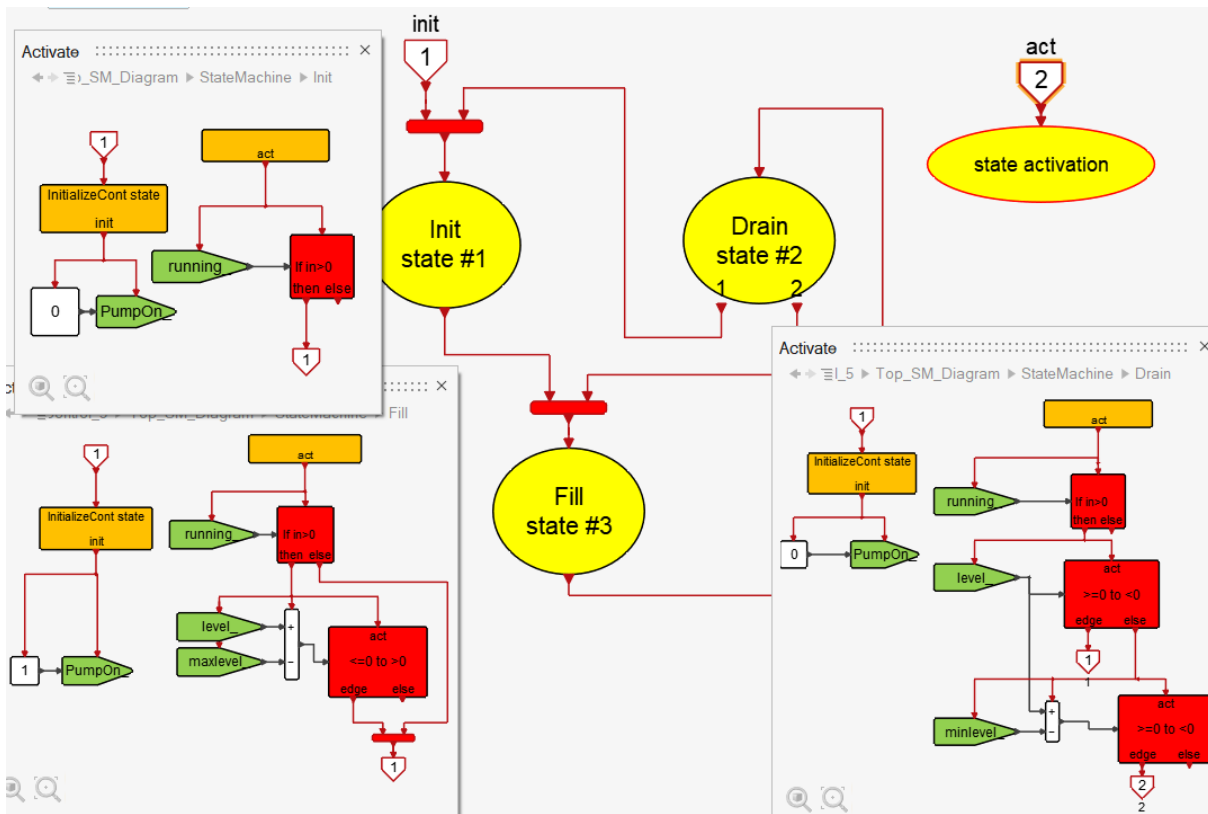 Activate
_SM_Diagram StateMachine Init
1
act
InitializeCont state
init
running_
If in>0
then else
0
PumpOn_
1
init
1
act
2
state activation
Init
state #1
Drain
state #2
1 2
Fill
state #3
Top_SM_Diagram StateMachine Fill
1
act
InitializeCont state
init
running_
If in>0
then else
level_
maxlevel_
+
−
act
<=0 to >0
edge else
1
PumpOn_
1
Activate
l_5 Top_SM_Diagram StateMachine Drain
1
act
InitializeCont state
init
running_
If in>0
then else
0
PumpOn_
level_
act
>=0 to <0
edge else
1
1
minlevel_
+
−
act
>=0 to <0
edge else
2
2